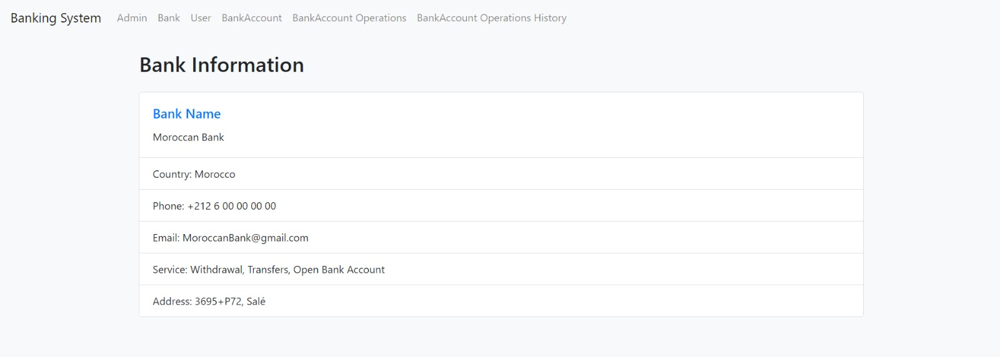 Banking System Admin Bank User BankAccount BankAccount Operations BankAccount Operations History
Bank Information
Bank Name
Moroccan Bank
Country: Morocco
Phone: +212 6 00 00 00 00
Email: MoroccanBank@gmail.com
Service: Withdrawal, Transfers, Open Bank Account
Address: 3695+P72, Salé